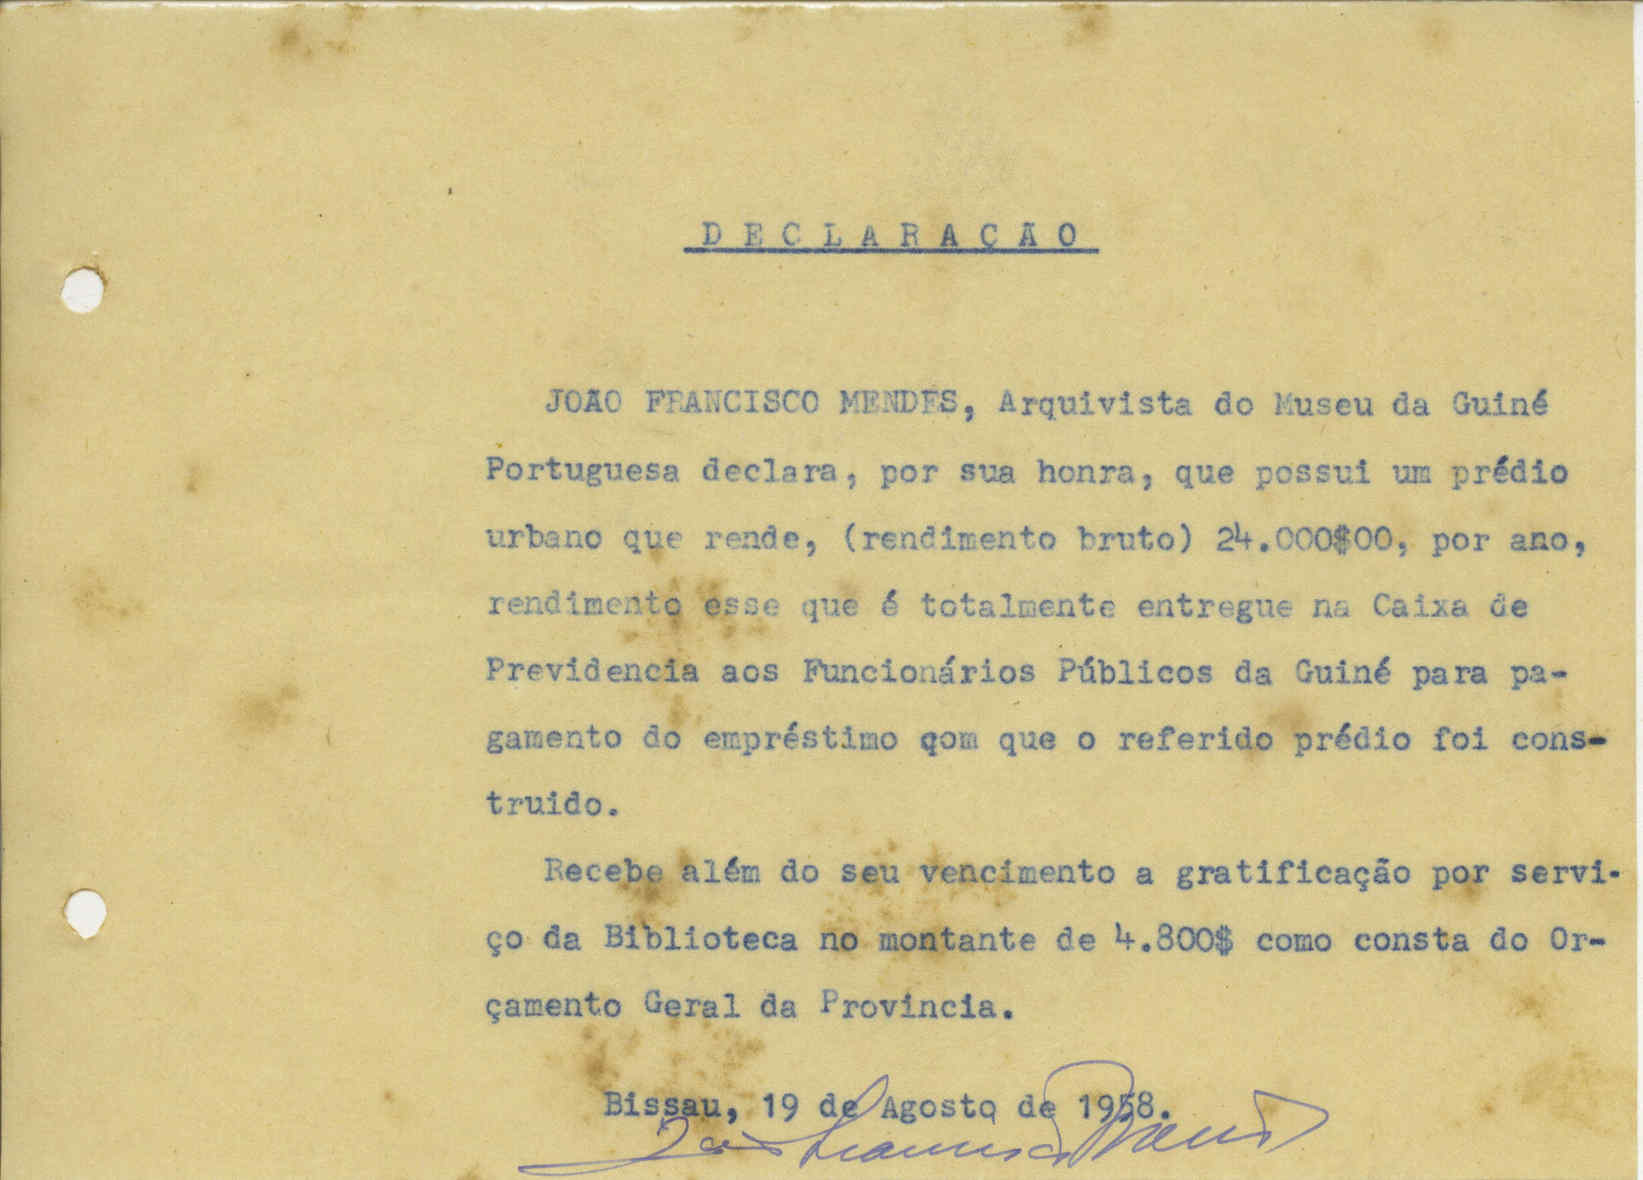 D E C L A R A C Ã O
JOÃO FRANCISCO MENDES, Arquivista do Museu da Guiné
Portuguesa declara, por sua honra, que possui um prédio
urbano que rende, (rendimento bruto) 24.000$00, por ano,
rendimento esse que é totalmente entregue na Caixa de
Previdencia aos Funcionários Públicos da Guiné para pa-
gamento do empréstimo qom que o referido prédio foi cons-
truido.
Recebe além do seu vencimento a gratificação por servi-
ço da Biblioteca no montante de 4.800$ como consta do Or-
çamento Geral da Provincia.
Bissau, 19 de Agosto de 1958.
João Francisco Mendes